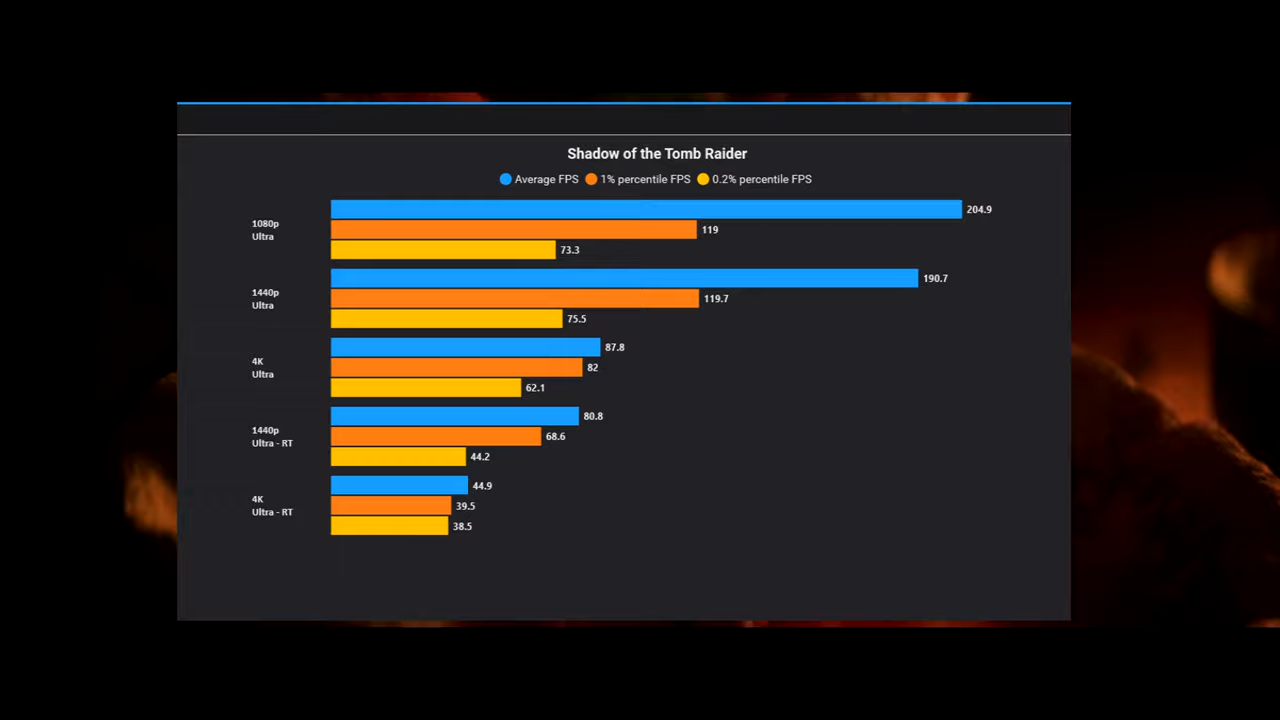 Shadow of the Tomb Raider
Average FPS 1% percentile FPS 0.2% percentile FPS
1080p
Ultra
204.9
119
73.3
1440p
Ultra
190.7
119.7
75.5
4K
Ultra
87.8
82
62.1
1440p
Ultra - RT
80.8
68.6
44.2
4K
Ultra - RT
44.9
39.5
38.5